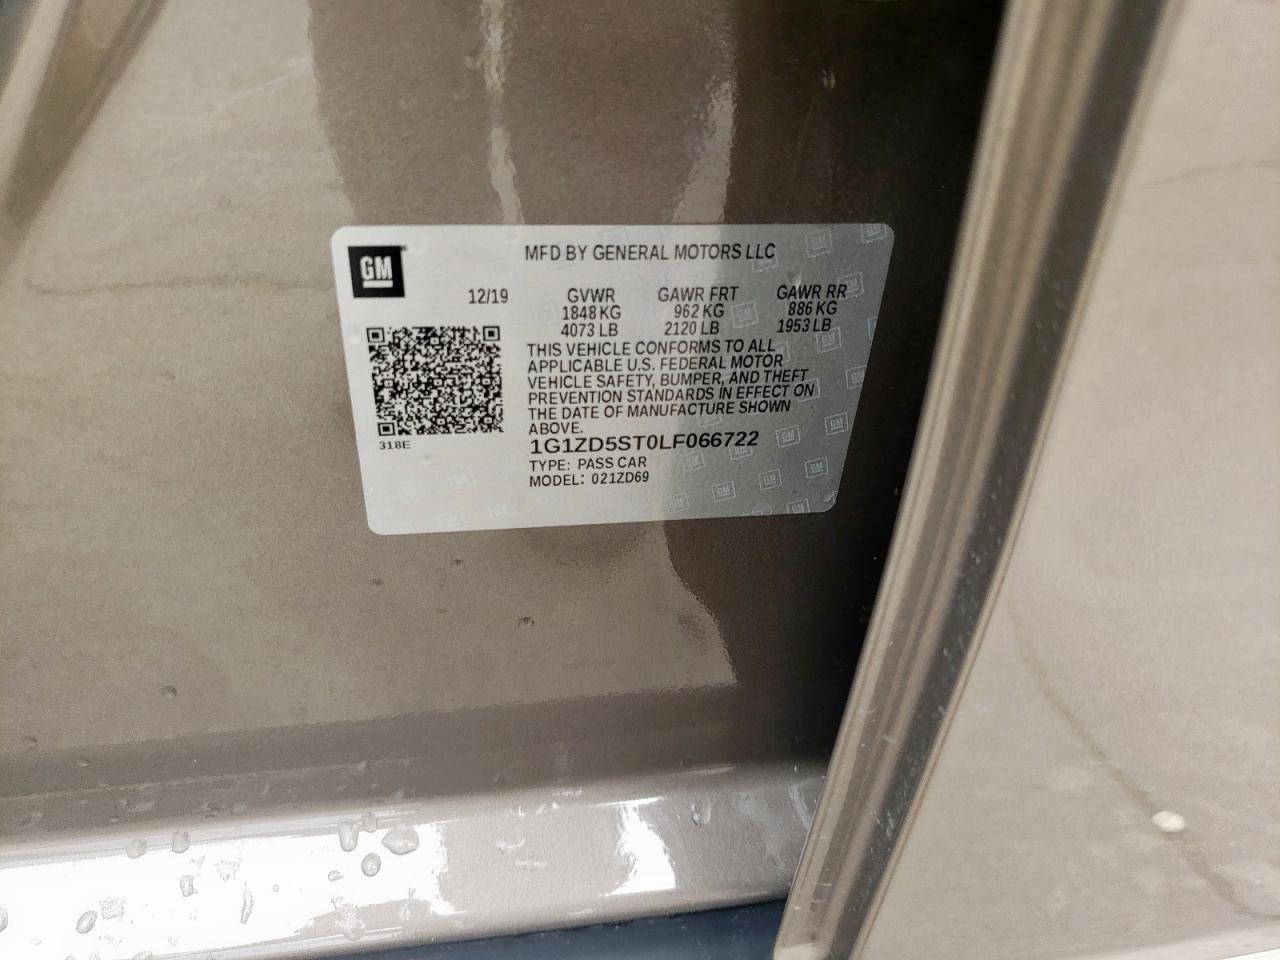 GM
MFD BY GENERAL MOTORS LLC
12/19 GVWR GAWR FRT GAWR RR
1848 KG 962 KG 886 KG
4073 LB 2120 LB 1953 LB
THIS VEHICLE CONFORMS TO ALL
APPLICABLE U.S. FEDERAL MOTOR
VEHICLE SAFETY, BUMPER, AND THEFT
PREVENTION STANDARDS IN EFFECT ON
THE DATE OF MANUFACTURE SHOWN
ABOVE.
318E
1G1ZD5ST0LF066722
TYPE: PASS CAR
MODEL: 021ZD69